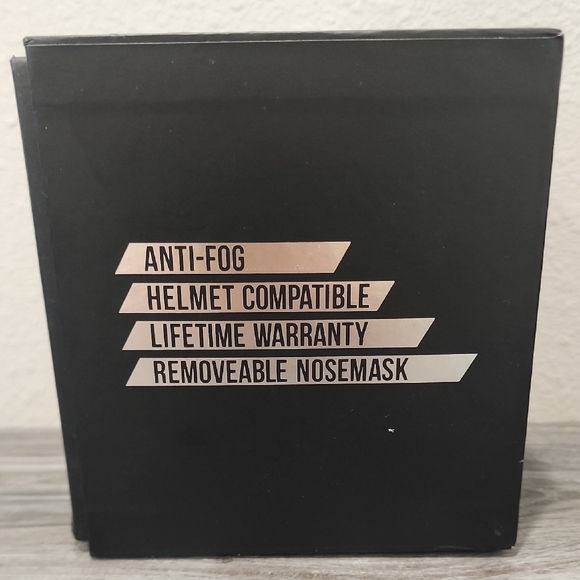 ANTI-FOG
HELMET COMPATIBLE
LIFETIME WARRANTY
REMOVEABLE NOSEMASK